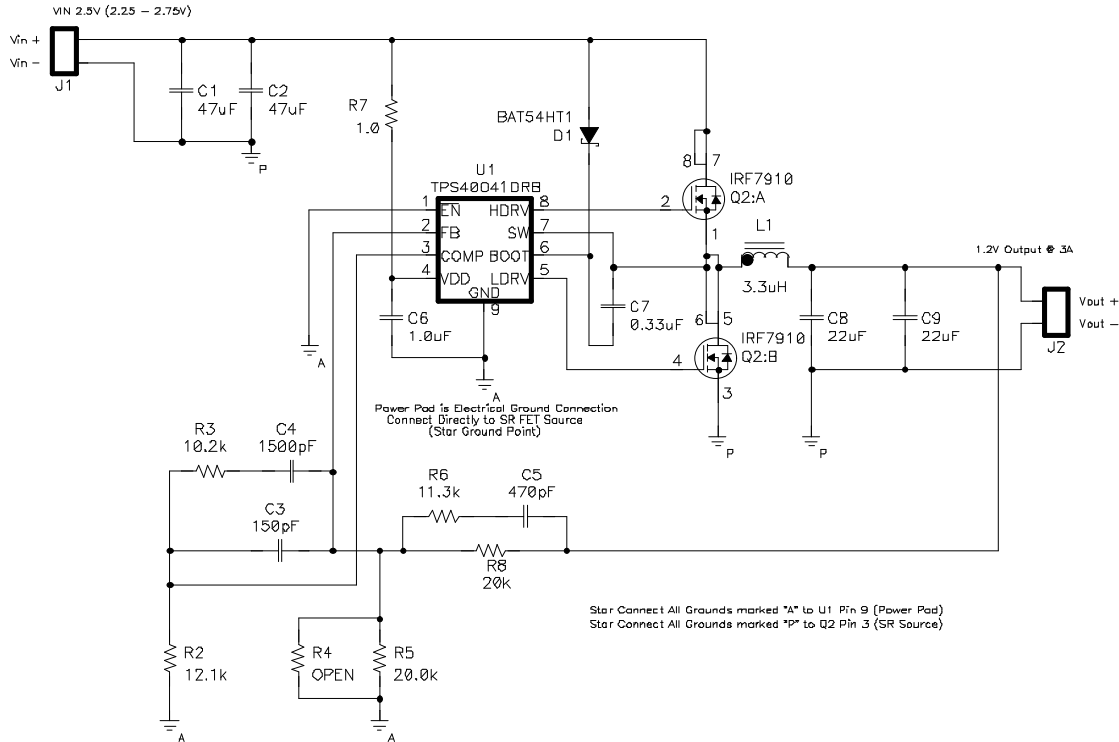 VIN 2.5V (2.25 – 2.75V)
Vin +
Vin –
J1
C1
47uF
C2
47uF
P
R7
1.0
BAT54HT1
D1
U1
TPS40041DRB
1 EN HDRV 8
2 FB SW 7
3 COMP BOOT 6
4 VDD LDRV 5
GND
9
8 7
IRF7910
Q2:A
2
1
L1
3.3uH
1.2V Output @ 3A
C6
1.0uF
C7
0.33uF
6 5
IRF7910
Q2:B
4
3
C8
22uF
C9
22uF
Vout +
Vout –
J2
A
A
P
P
Power Pad is Electrical Ground Connection
Connect Directly to SR FET Source
(Star Ground Point)
R3
10.2k
C4
1500pF
C3
150pF
R6
11.3k
C5
470pF
R8
20k
Star Connect All Grounds marked "A" to U1 Pin 9 (Power Pad)
Star Connect All Grounds marked "P" to Q2 Pin 3 (SR Source)
R2
12.1k
R4
OPEN
R5
20.0k
A
A